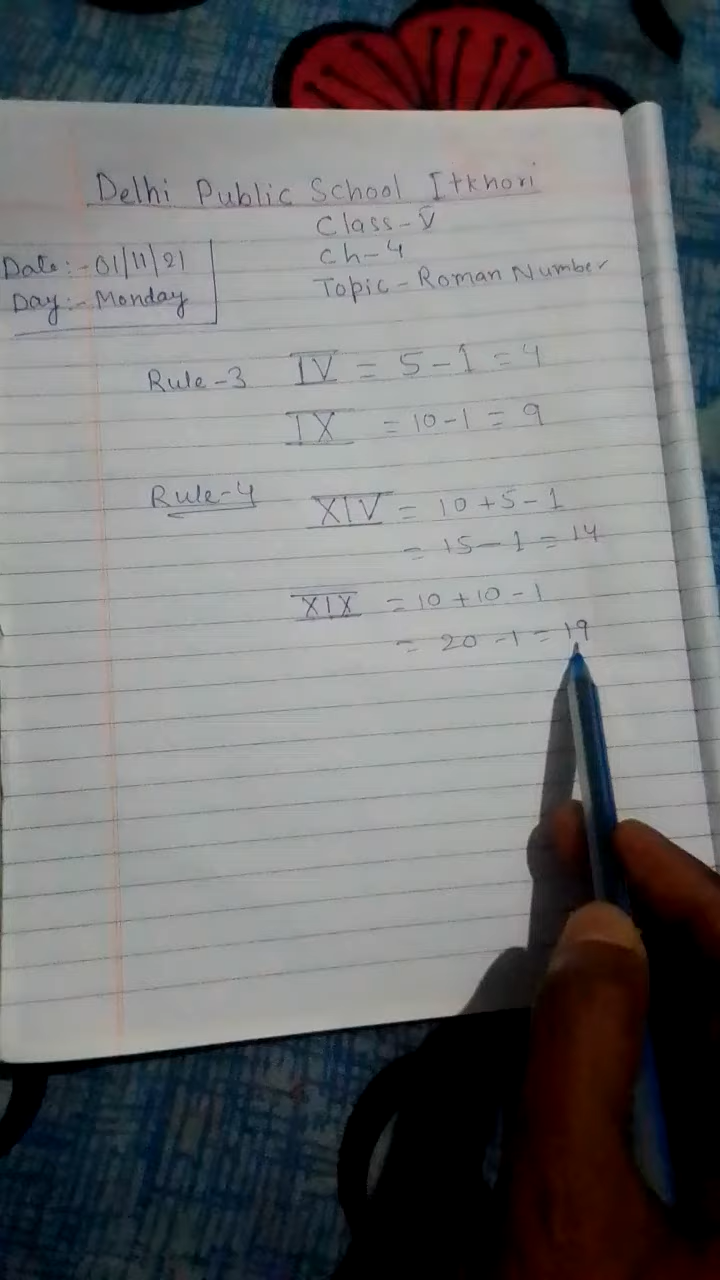 Delhi Public School Itkhori
Class-V
Ch-4
Topic-Roman Number
Date:-01/11/21
Day:-Monday
Rule-3 IV = 5-1=4
IX = 10-1=9
Rule-4 XIV = 10+5-1
= 15-1=14
XIX = 10+10-1
= 20-1=19